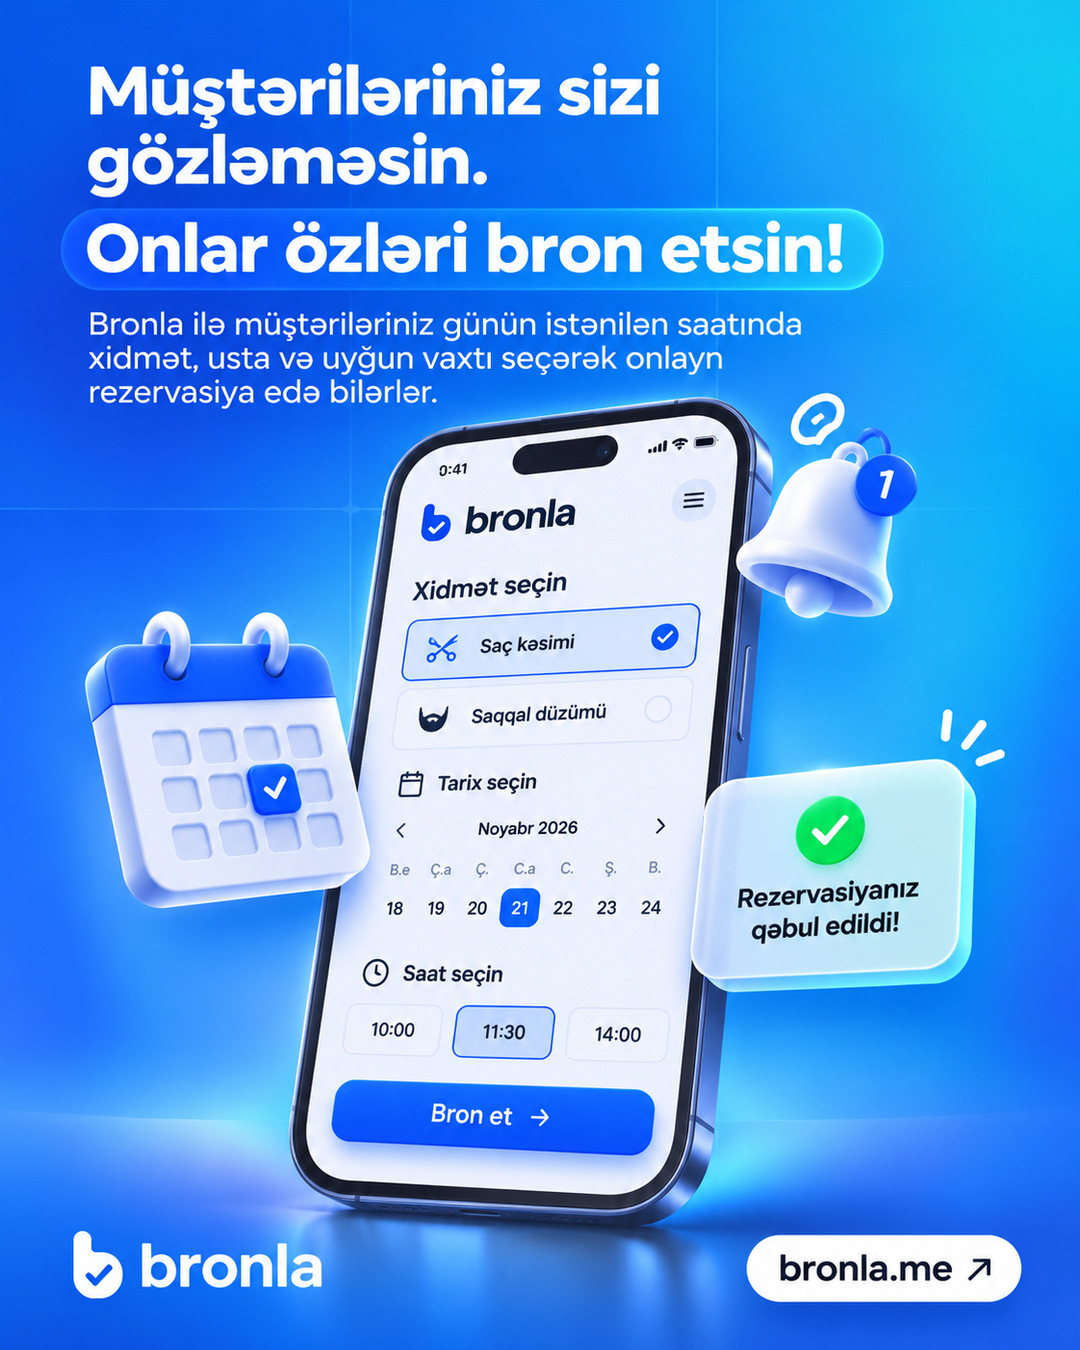 Müştəriləriniz sizi
gözləməsin.
Onlar özləri bron etsin!
Bronla ilə müştəriləriniz günün istənilən saatında
xidmət, usta və uyğun vaxtı seçərək onlayn
rezervasiya edə bilərlər.
0:41
bronla
1
Xidmət seçin
Saç kəsimi
Saqqal düzümü
Tarix seçin
Noyabr 2026
B.e Ç.a Ç. C.a C. Ş. B.
18 19 20 21 22 23 24
Rezervasiyanız
qəbul edildi!
Saat seçin
10:00 11:30 14:00
Bron et →
bronla
bronla.me ↗